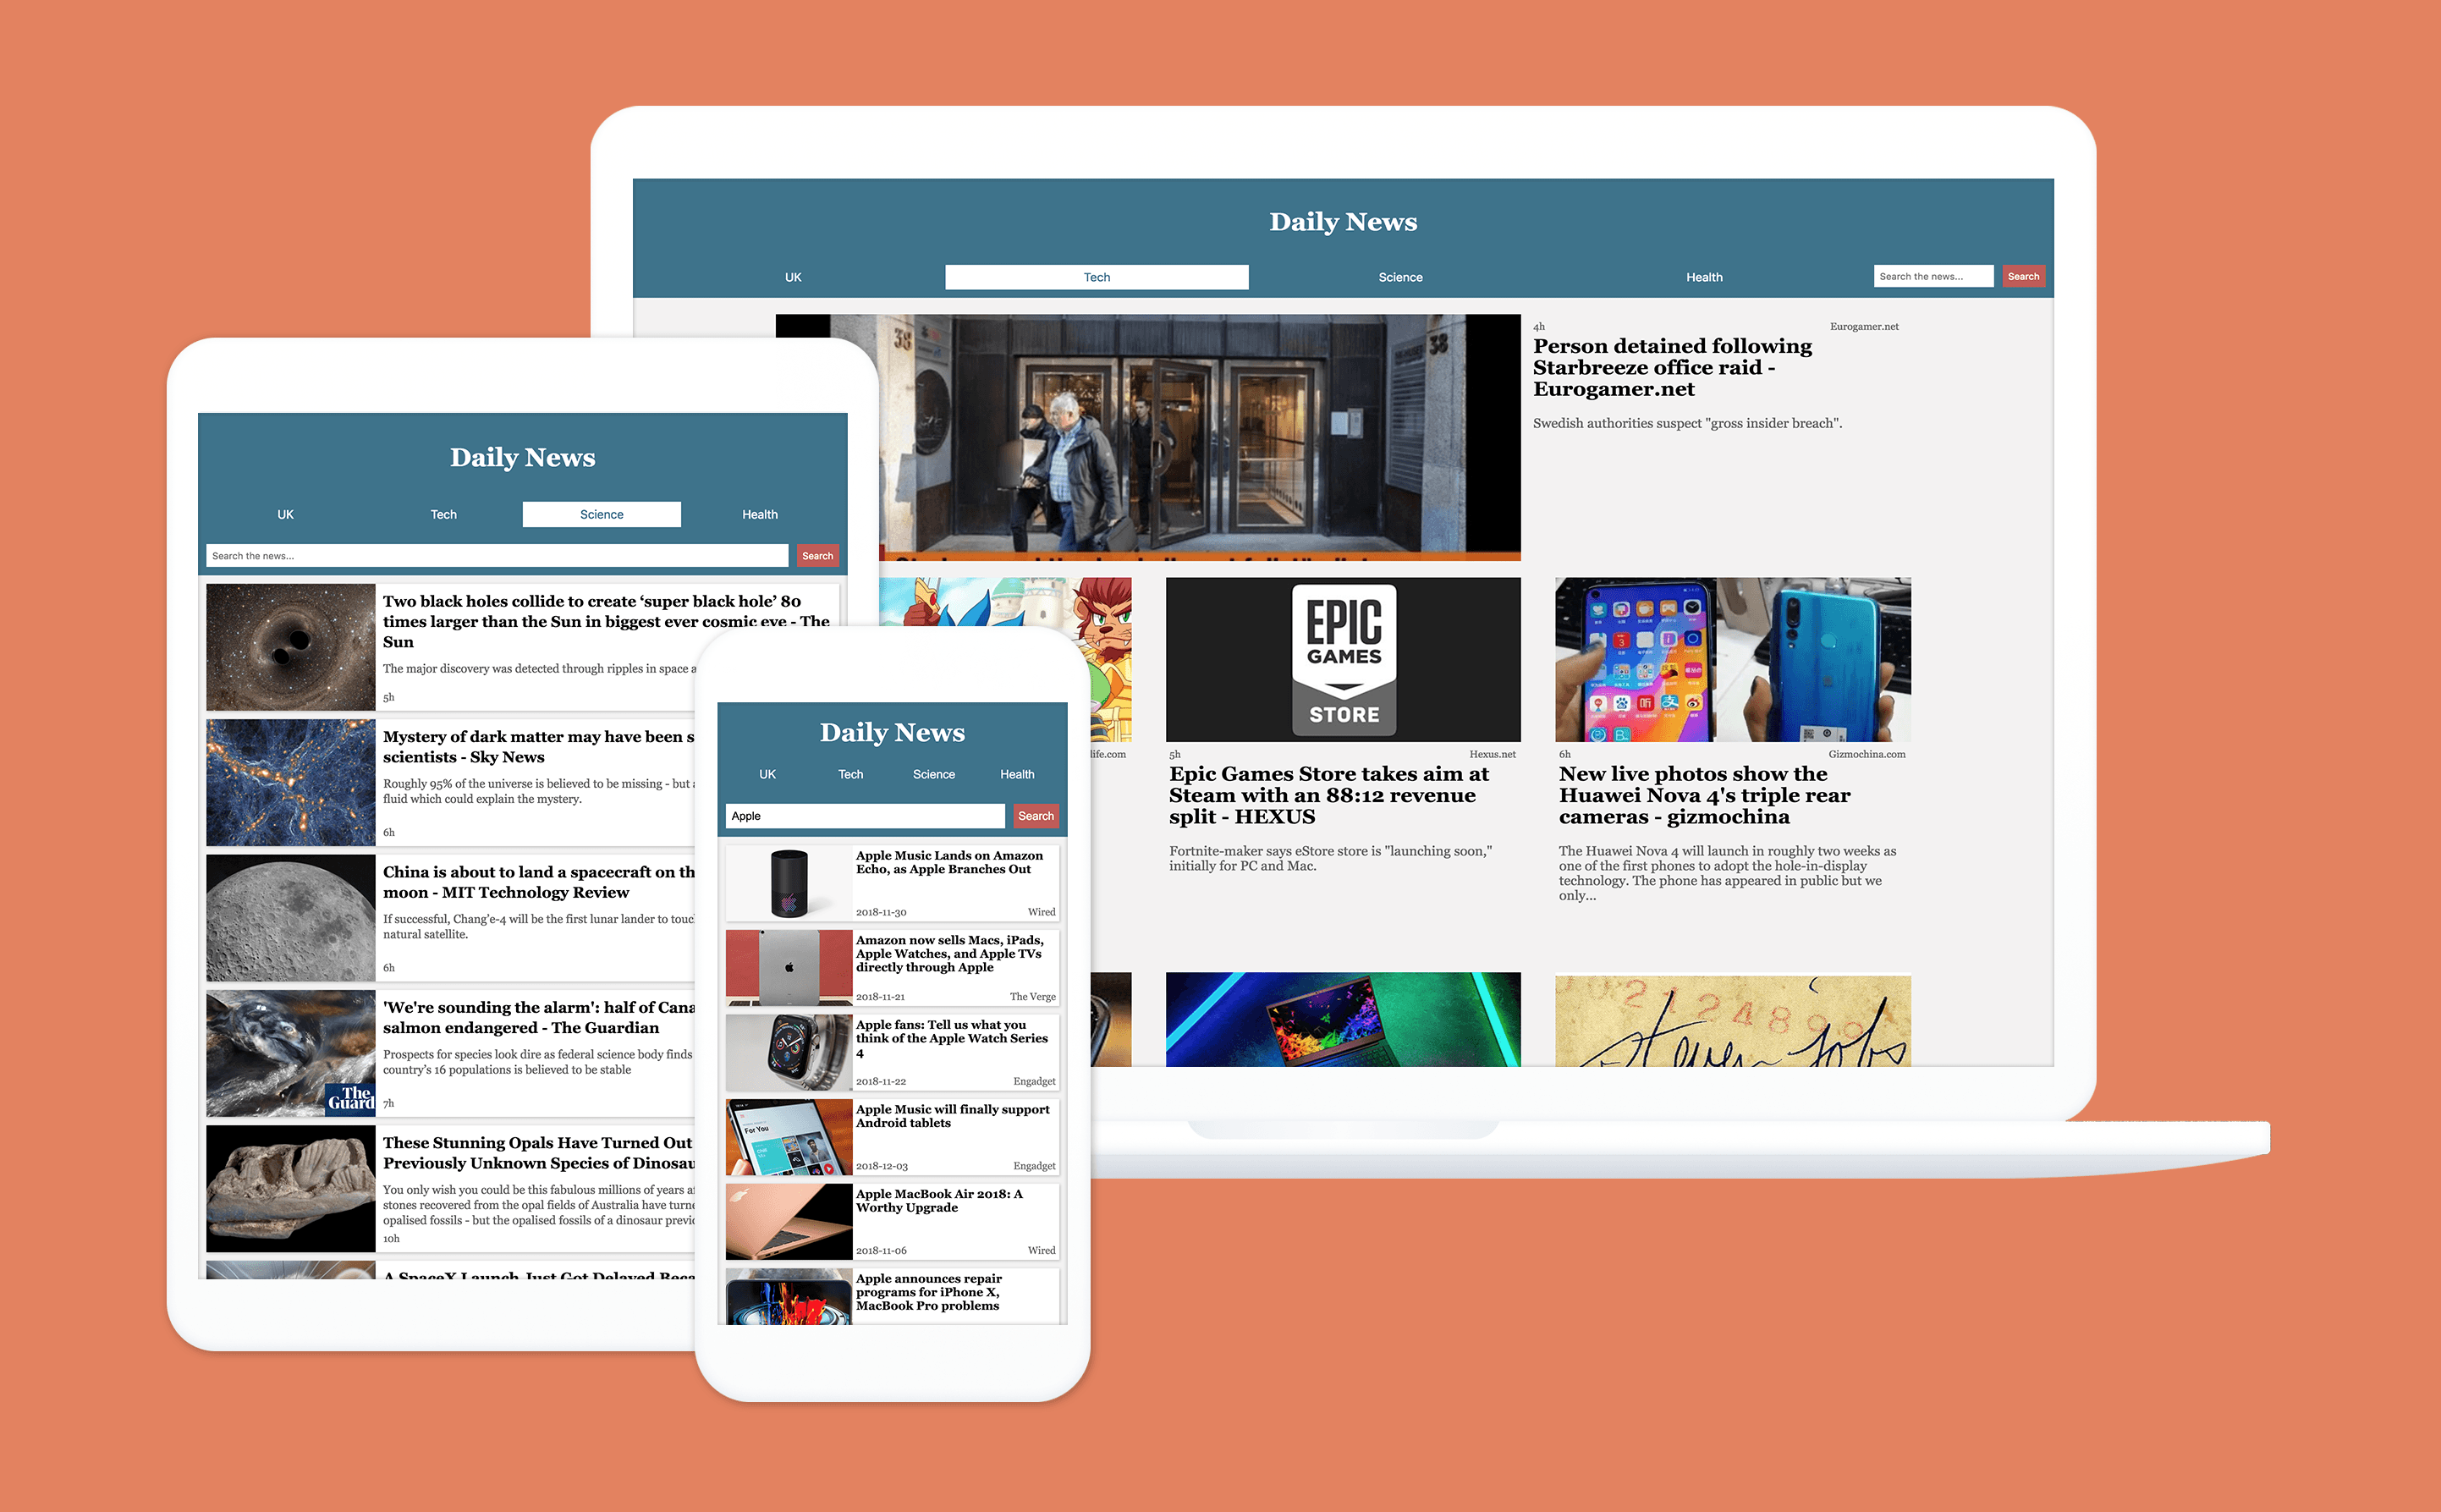 Daily News
UK
Tech
Science
Health
Search the news...
Search
38
38
4h
Eurogamer.net
Person detained following
Starbreeze office raid -
Eurogamer.net
Swedish authorities suspect "gross insider breach".
life.com
EPIC
GAMES
STORE
5h
Hexus.net
Epic Games Store takes aim at
Steam with an 88:12 revenue
split - HEXUS
Fortnite-maker says eStore store is "launching soon,"
initially for PC and Mac.
6h
Gizmochina.com
New live photos show the
Huawei Nova 4's triple rear
cameras - gizmochina
The Huawei Nova 4 will launch in roughly two weeks as
one of the first phones to adopt the hole-in-display
technology. The phone has appeared in public but we
only...
steven jobs
Daily News
UK
Tech
Science
Health
Search the news...
Search
Two black holes collide to create ‘super black hole’ 80
times larger than the Sun in biggest ever cosmic eve - The
Sun
The major discovery was detected through ripples in space a
5h
Mystery of dark matter may have been s
scientists - Sky News
Roughly 95% of the universe is believed to be missing - but
fluid which could explain the mystery.
6h
China is about to land a spacecraft on th
moon - MIT Technology Review
If successful, Chang’e-4 will be the first lunar lander to touc
natural satellite.
6h
'We're sounding the alarm': half of Cana
salmon endangered - The Guardian
Prospects for species look dire as federal science body finds
country’s 16 populations is believed to be stable
The
Guard
7h
These Stunning Opals Have Turned Out
Previously Unknown Species of Dinosau
You only wish you could be this fabulous millions of years a
stones recovered from the opal fields of Australia have turne
opalised fossils - but the opalised fossils of a dinosaur previ
10h
A SpaceX Launch Just Got Delayed Beca
Daily News
UK
Tech
Science
Health
Apple
Search
Apple Music Lands on Amazon
Echo, as Apple Branches Out
2018-11-30
Wired
Amazon now sells Macs, iPads,
Apple Watches, and Apple TVs
directly through Apple
2018-11-21
The Verge
Apple fans: Tell us what you
think of the Apple Watch Series
4
2018-11-22
Engadget
For You
Apple Music will finally support
Android tablets
2018-12-03
Engadget
Apple MacBook Air 2018: A
Worthy Upgrade
2018-11-06
Wired
Apple announces repair
programs for iPhone X,
MacBook Pro problems